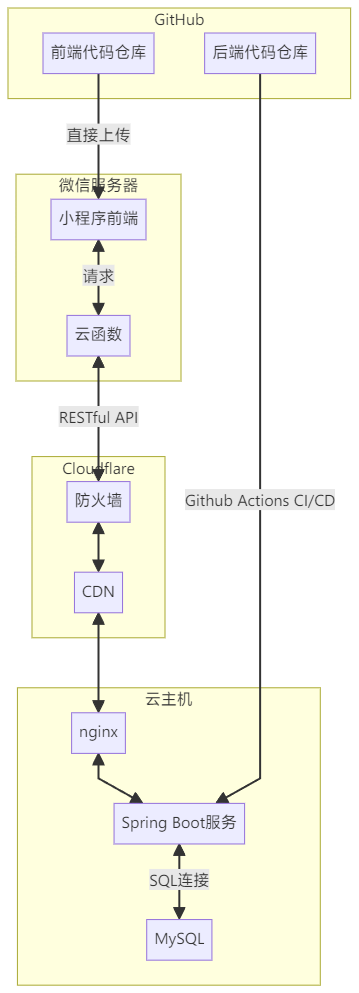 GitHub
前端代码仓库
后端代码仓库
直接上传
微信服务器
小程序前端
请求
云函数
RESTful API
Cloudflare
防火墙
Github Actions CI/CD
CDN
云主机
nginx
Spring Boot服务
SQL连接
MySQL